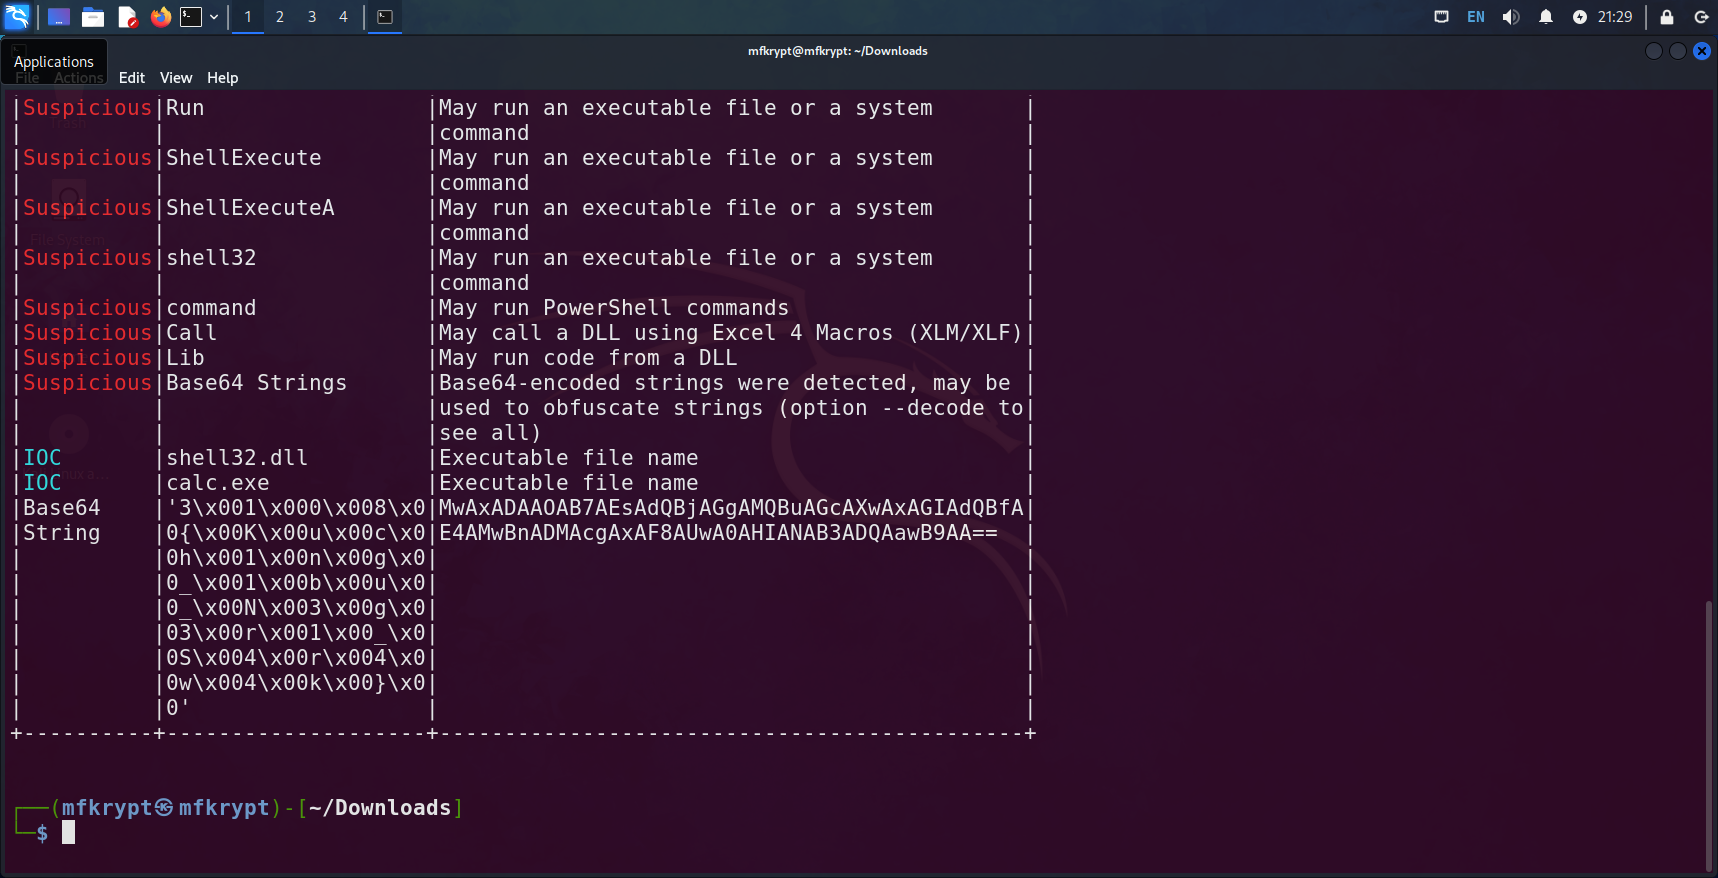 1 2 3 4 EN 21:29
mfkrypt@mfkrypt: ~/Downloads
Applications
File Actions Edit View Help
|Suspicious|Run                 |May run an executable file or a system       |
|          |                    |command                                      |
|Suspicious|ShellExecute        |May run an executable file or a system       |
|          |                    |command                                      |
|Suspicious|ShellExecuteA       |May run an executable file or a system       |
|          |                    |command                                      |
|Suspicious|shell32             |May run an executable file or a system       |
|          |                    |command                                      |
|Suspicious|command             |May run PowerShell commands                  |
|Suspicious|Call                |May call a DLL using Excel 4 Macros (XLM/XLF)|
|Suspicious|Lib                 |May run code from a DLL                      |
|Suspicious|Base64 Strings      |Base64-encoded strings were detected, may be |
|          |                    |used to obfuscate strings (option --decode to|
|          |                    |see all)                                     |
|IOC       |shell32.dll         |Executable file name                         |
|IOC       |calc.exe            |Executable file name                         |
|Base64    |'3\x001\x000\x008\x0|MwAxADAAOAB7AEsAdQBjAGgAMQBuAGcAXwAxAGIAdQBfA|
|String    |0{\x00K\x00u\x00c\x0|E4AMwBnADMAcgAxAF8AUwA0AHIANAB3ADQAawB9AA==  |
|          |0h\x001\x00n\x00g\x0|                                             |
|          |0_\x001\x00b\x00u\x0|                                             |
|          |0_\x00N\x003\x00g\x0|                                             |
|          |03\x00r\x001\x00_\x0|                                             |
|          |0S\x004\x00r\x004\x0|                                             |
|          |0w\x004\x00k\x00}\x0|                                             |
|          |0'                  |                                             |
+----------+--------------------+---------------------------------------------+
┌──(mfkrypt㉿mfkrypt)-[~/Downloads]
└─$